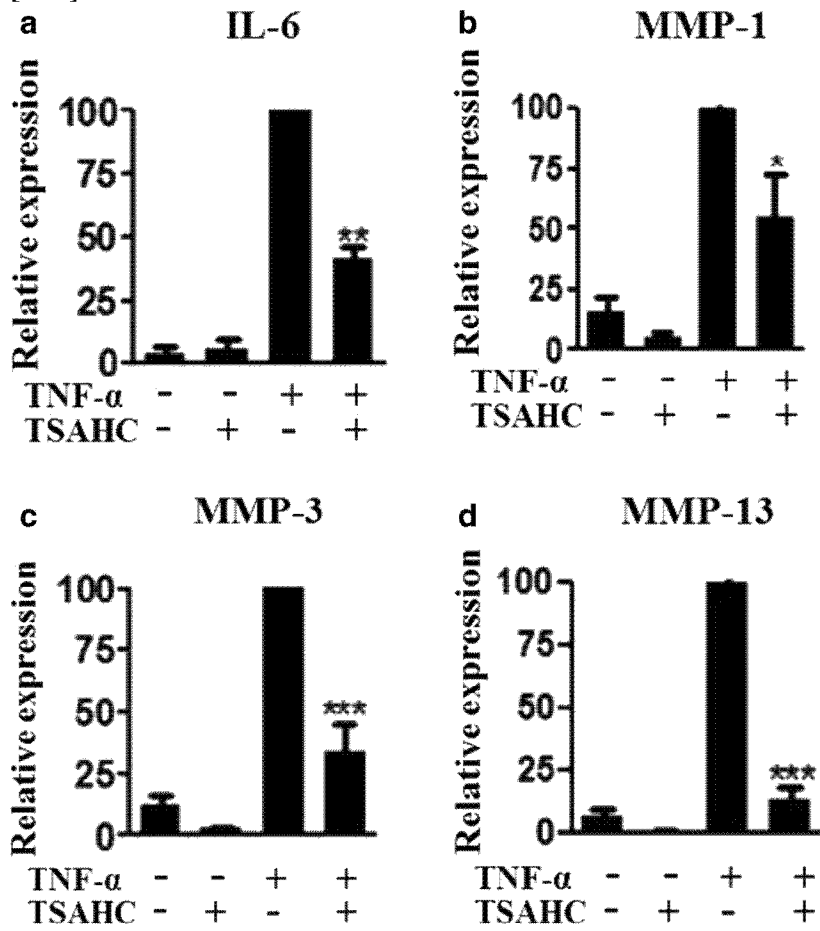 a IL-6
Relative expression
100
75
50
25
0
**
TNF-α - - + +
TSAHC - + - +
b MMP-1
Relative expression
100
75
50
25
0
*
TNF-α - - + +
TSAHC - + - +
c MMP-3
Relative expression
100
75
50
25
0
***
TNF-α - - + +
TSAHC - + - +
d MMP-13
Relative expression
100
75
50
25
0
***
TNF-α - - + +
TSAHC - + - +